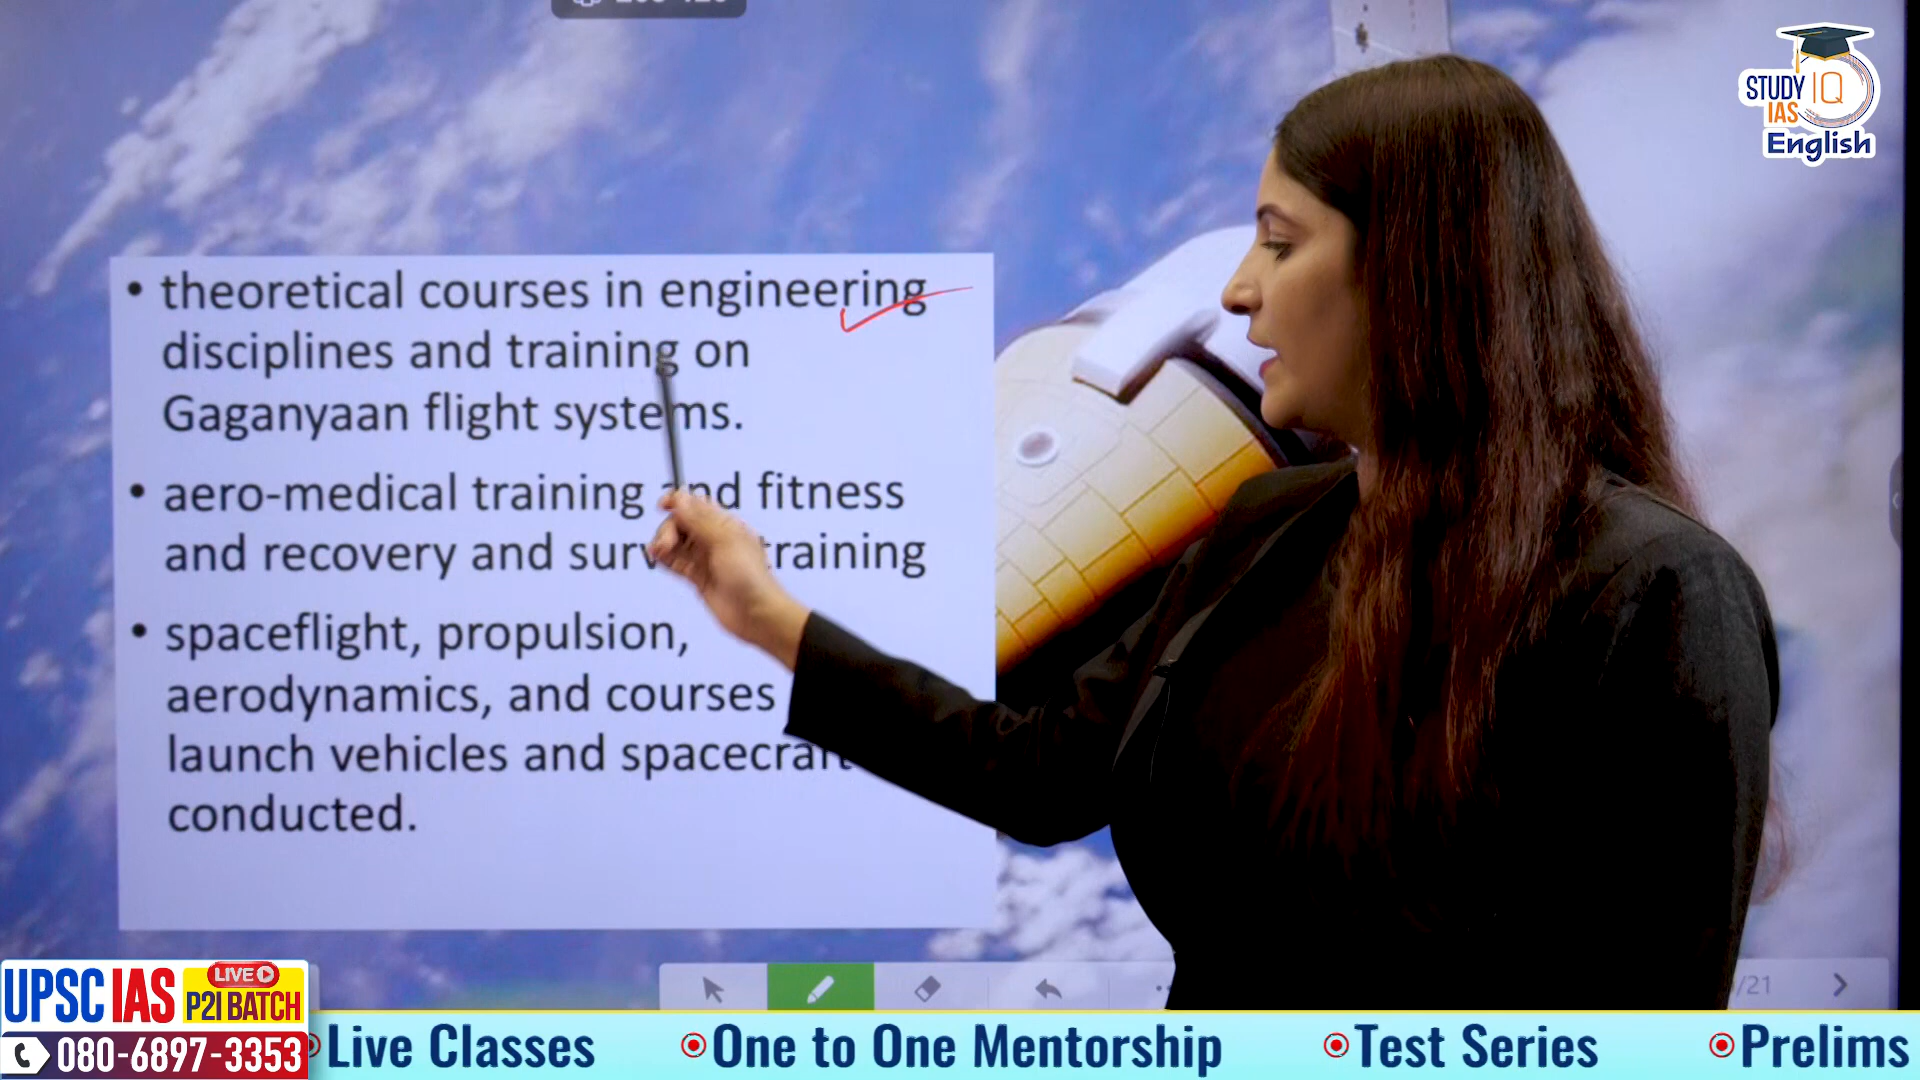 STUDY IQ
IAS
English
• theoretical courses in engineering
disciplines and training on
Gaganyaan flight systems.
• aero-medical training and fitness
and recovery and training
• spaceflight, propulsion,
aerodynamics, and courses
launch vehicles and spacecraft
conducted.
/21
UPSC IAS
LIVE
P2I BATCH
080-6897-3353
Live Classes
One to One Mentorship
Test Series
Prelims